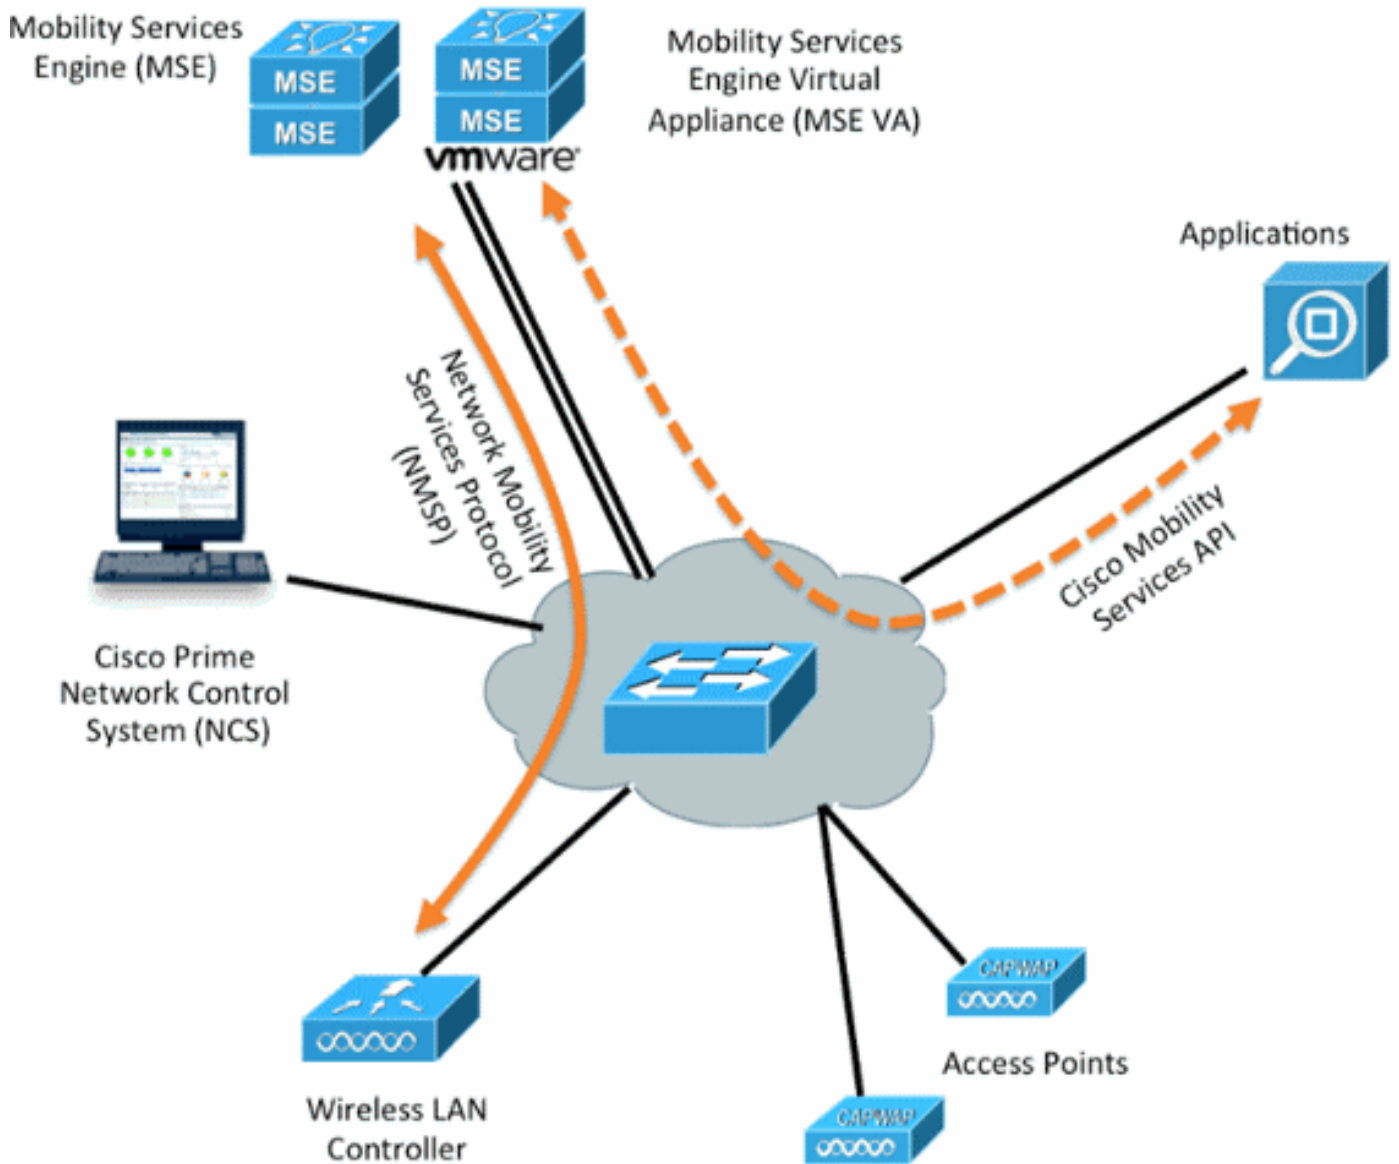 Mobility Services
Engine (MSE)
MSE
MSE
MSE
MSE
vmware
Mobility Services
Engine Virtual
Appliance (MSE VA)
Applications
Network Mobility
Services Protocol
(NMSP)
Cisco Mobility
Services API
Cisco Prime
Network Control
System (NCS)
CAPWAP
Access Points
CAPWAP
Wireless LAN
Controller